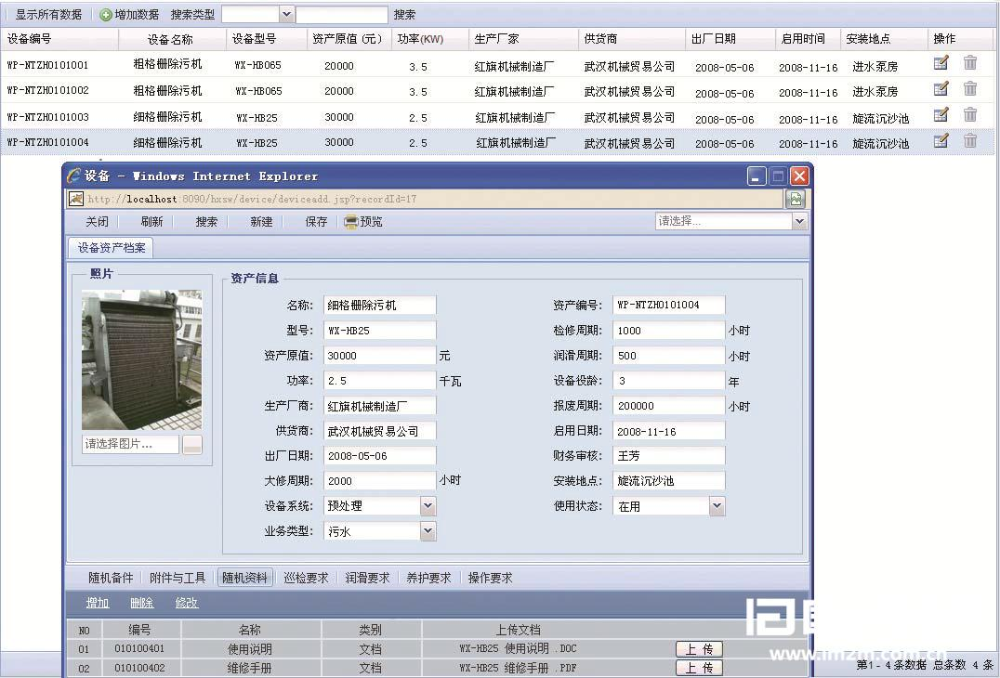 显示所有数据 增加数据 搜索类型 搜索
设备编号 设备名称 设备型号 资产原值（元） 功率(KW) 生产厂家 供货商 出厂日期 启用时间 安装地点 操作
WP-NTZH0101001 粗格栅除污机 WX-HB065 20000 3.5 红旗机械制造厂 武汉机械贸易公司 2008-05-06 2008-11-16 进水泵房
WP-NTZH0101002 粗格栅除污机 WX-HB065 20000 3.5 红旗机械制造厂 武汉机械贸易公司 2008-05-06 2008-11-16 进水泵房
WP-NTZH0101003 细格栅除污机 WX-HB25 30000 2.5 红旗机械制造厂 武汉机械贸易公司 2008-05-06 2008-11-16 旋流沉沙池
WP-NTZH0101004 细格栅除污机 WX-HB25 30000 2.5 红旗机械制造厂 武汉机械贸易公司 2008-05-06 2008-11-16 旋流沉沙池
设备 - Windows Internet Explorer
http://localhost:8090/hxsw/device/deviceadd.jsp?recordId=17
关闭 刷新 搜索 新建 保存 预览 请选择...
设备资产档案
照片 资产信息
名称: 细格栅除污机 资产编号: WP-NTZH0101004
型号: WX-HB25 检修周期: 1000 小时
资产原值: 30000 元 润滑周期: 500 小时
功率: 2.5 千瓦 设备役龄: 3 年
生产厂商: 红旗机械制造厂 报废周期: 200000 小时
供货商: 武汉机械贸易公司 启用日期: 2008-11-16
请选择图片...
出厂日期: 2008-05-06 财务审核: 王芳
大修周期: 2000 小时 安装地点: 旋流沉沙池
设备系统: 预处理 使用状态: 在用
业务类型: 污水
随机备件 附件与工具 随机资料 巡检要求 润滑要求 养护要求 操作要求
增加 删除 修改
NO 编号 名称 类别 上传文档
01 010100401 使用说明 文档 WX-HB25 使用说明 .DOC 上 传
02 010100402 维修手册 文档 WX-HB25 维修手册 .PDF 上 传
www.im2m.com.cn
第1 - 4 条数据 总条数 4 条